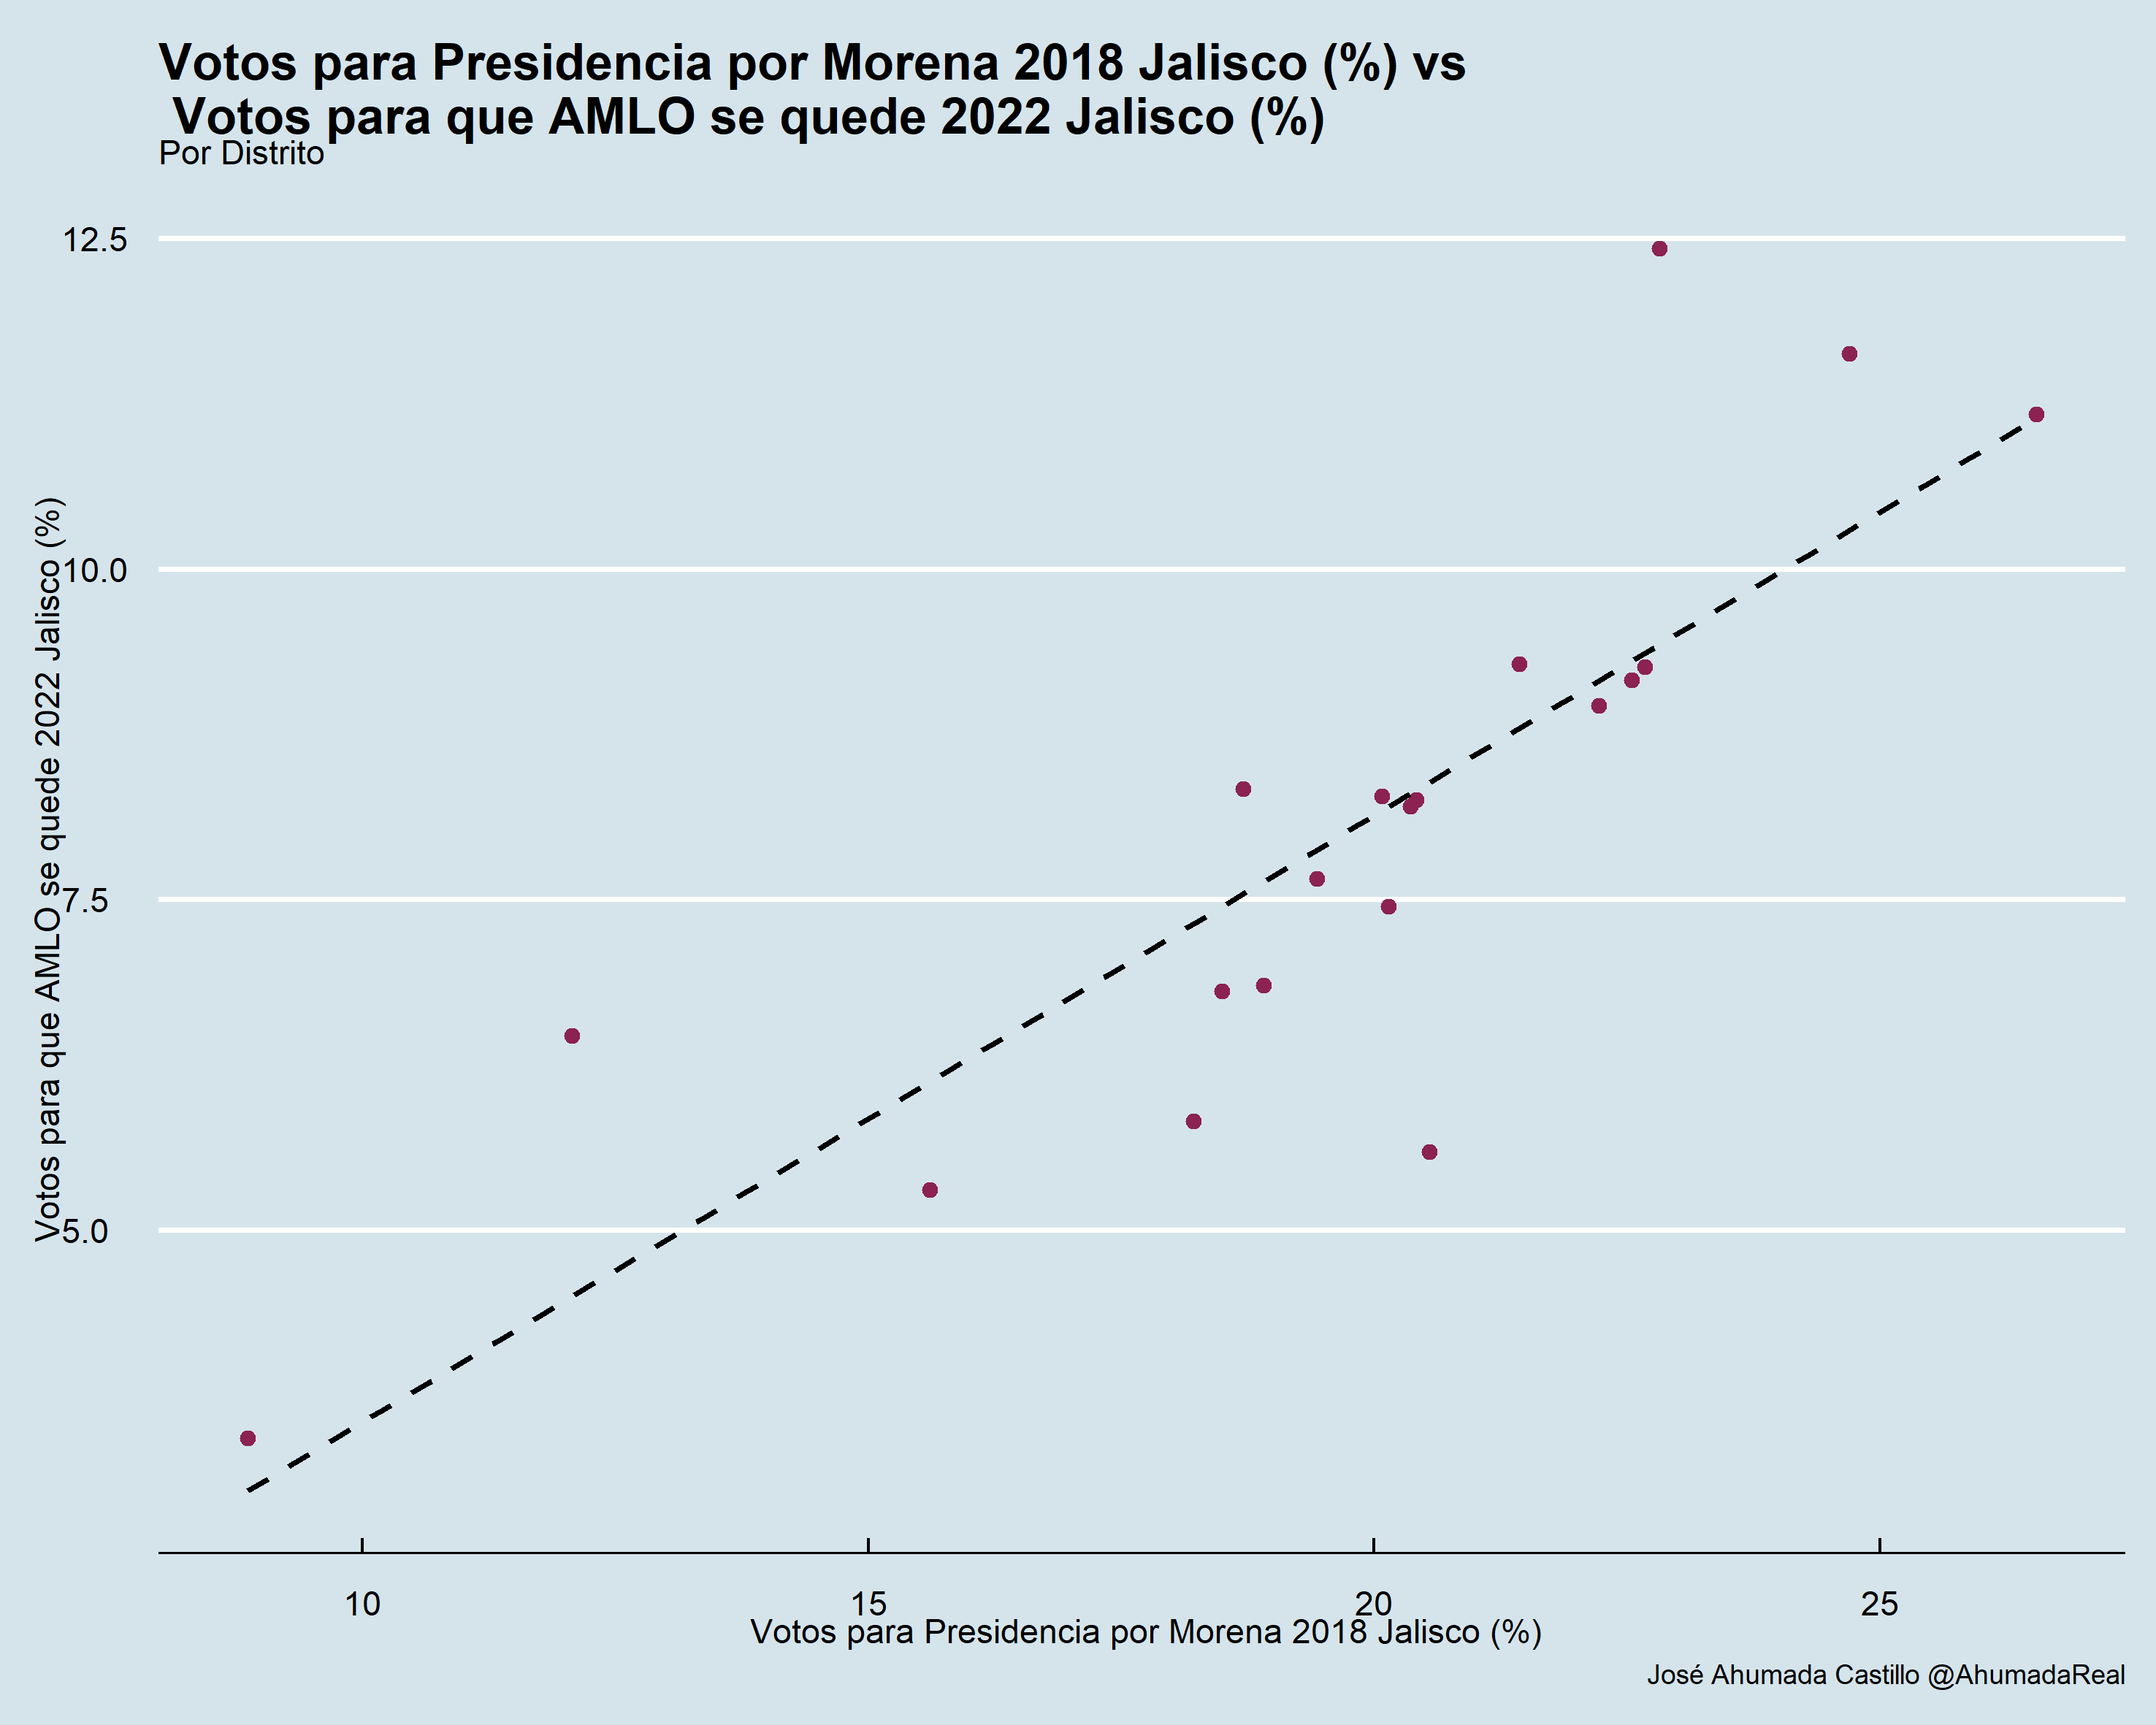 Votos para Presidencia por Morena 2018 Jalisco (%) vs
Votos para que AMLO se quede 2022 Jalisco (%)
Por Distrito
12.5
10.0
7.5
5.0
Votos para que AMLO se quede 2022 Jalisco (%)
10
15
20
25
Votos para Presidencia por Morena 2018 Jalisco (%)
José Ahumada Castillo @AhumadaReal